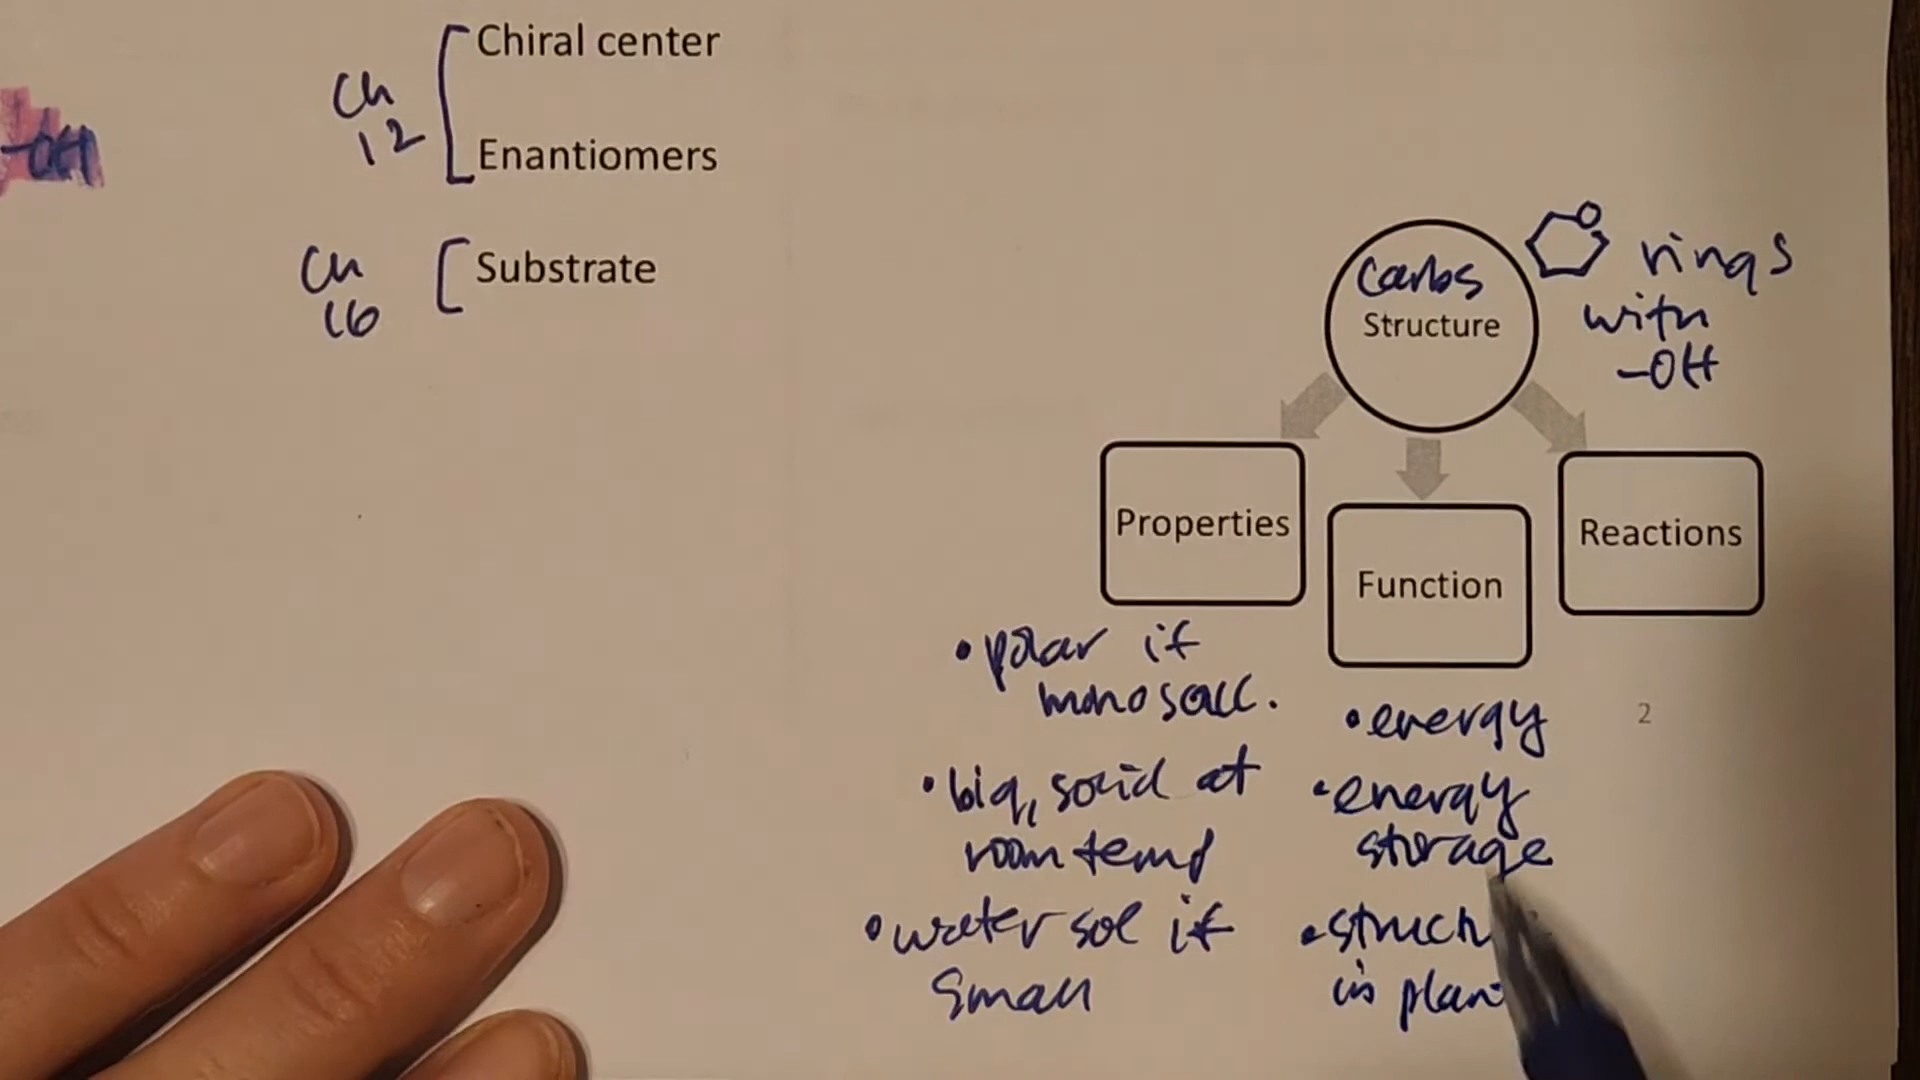 Chiral center
Ch
12
Enantiomers
-OH
Ch
16
Substrate
Carbs
Structure
rings
with
-OH
Properties
Function
Reactions
• polar if
monosacc.
• big, solid at
room temp
• water sol if
small
• energy
• energy
storage
• struct
in plan
2